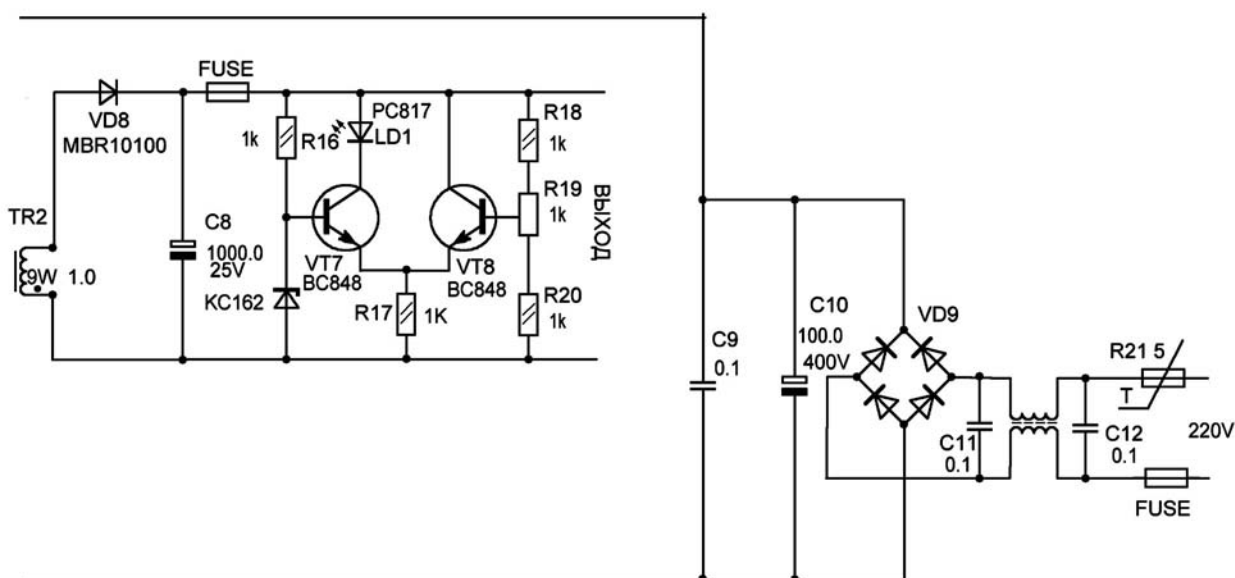 FUSE
VD8
MBR10100
1k
R16
PC817
LD1
R18
1k
R19
1k
ВЫХОД
TR2
9W 1.0
C8
1000.0
25V
VT7
BC848
VT8
BC848
KC162
R17
1K
R20
1k
C9
0.1
C10
100.0
400V
VD9
R21 5
T
C11
0.1
C12
0.1
220V
FUSE